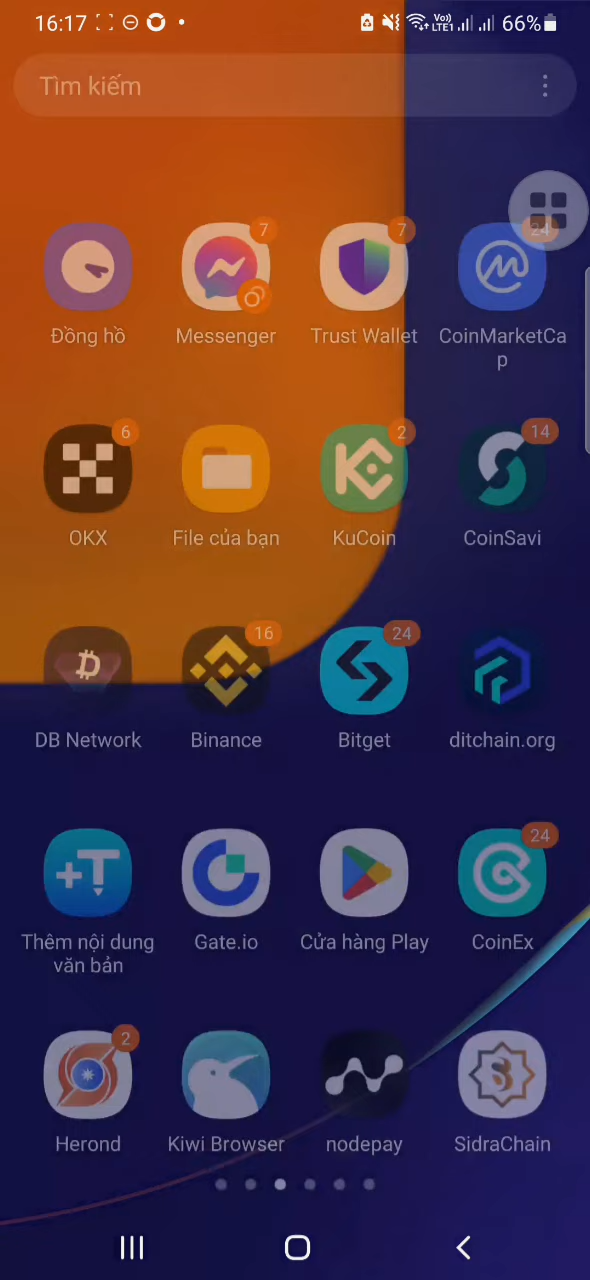 16:17
Vo)) LTE1
66%
Tìm kiếm
7
7
24
Đồng hồ
Messenger
Trust Wallet
CoinMarketCa
p
6
2
14
OKX
File của bạn
KuCoin
CoinSavi
16
24
DB Network
Binance
Bitget
ditchain.org
+T
24
Thêm nội dung
văn bản
Gate.io
Cửa hàng Play
CoinEx
2
Herond
Kiwi Browser
nodepay
SidraChain